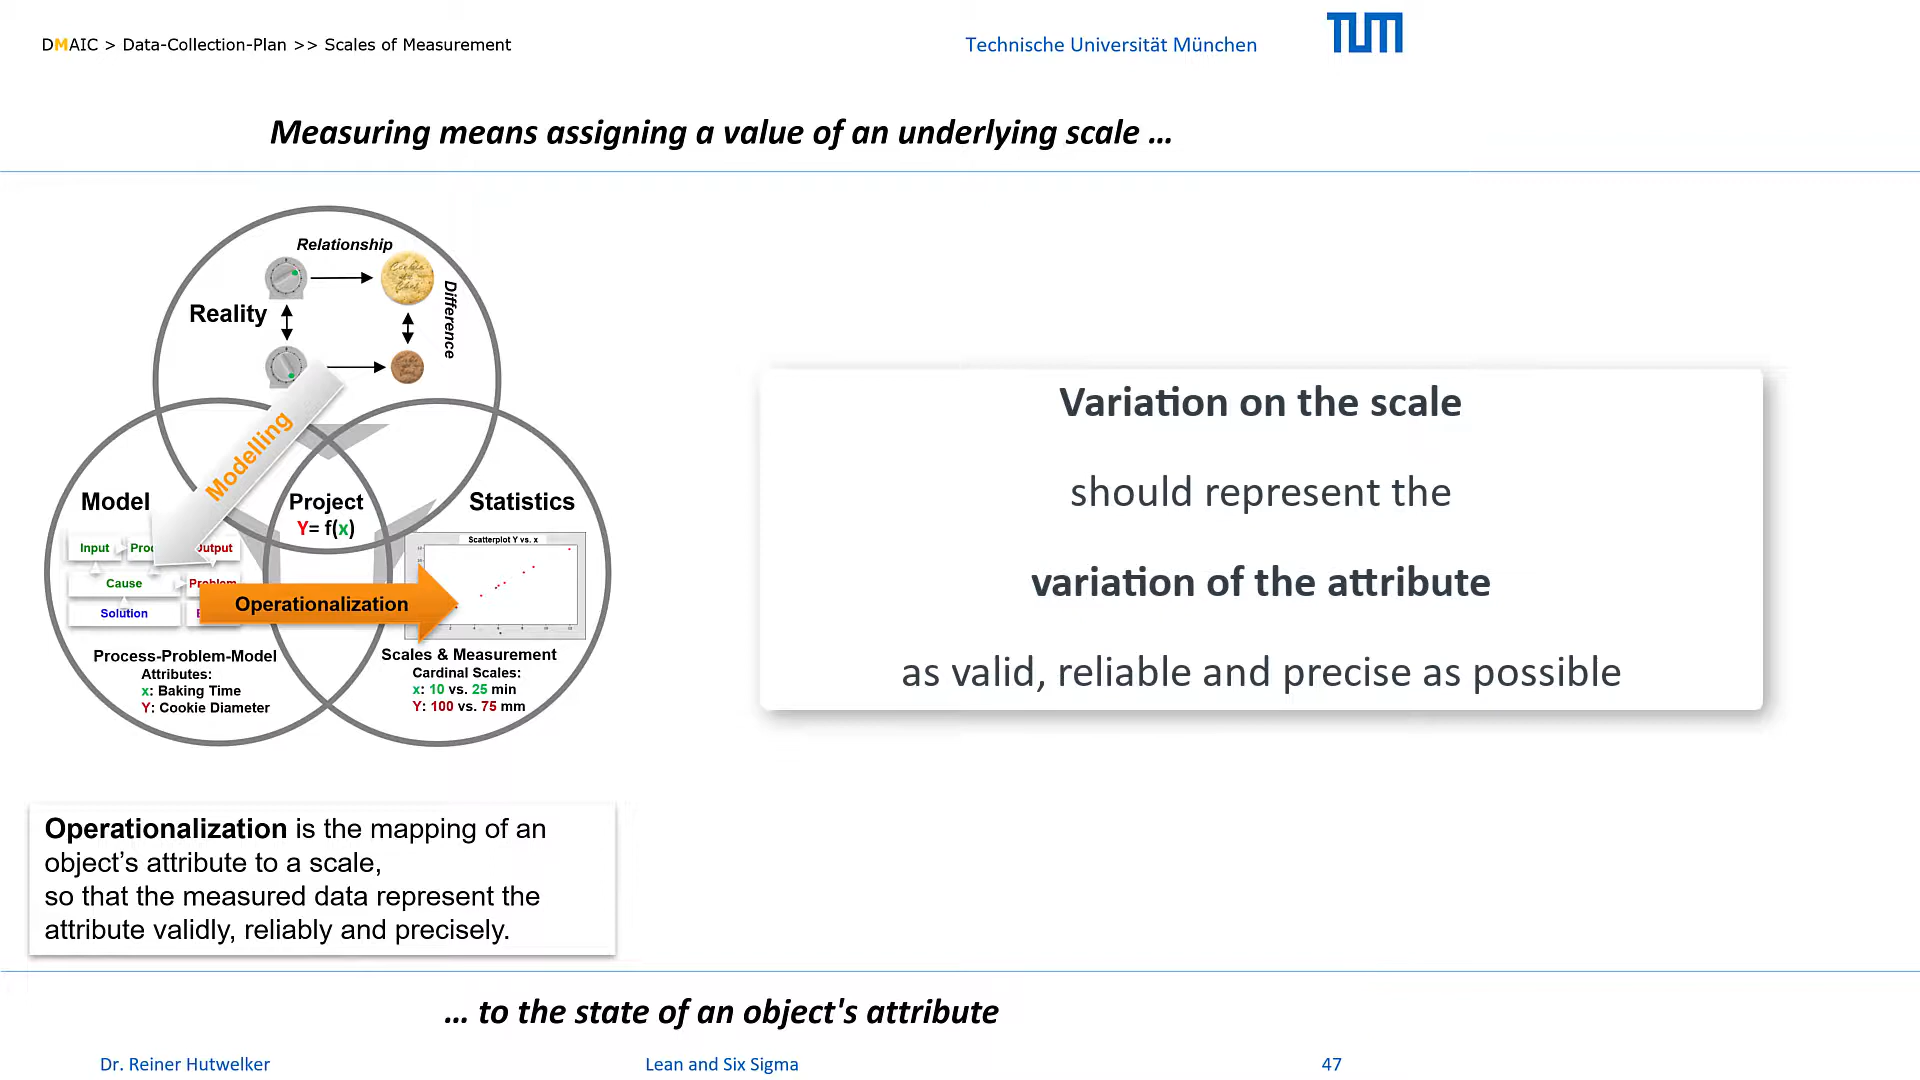 DMAIC > Data-Collection-Plan >> Scales of Measurement
Technische Universität München
TUM
Measuring means assigning a value of an underlying scale ...
Relationship
Difference
Reality
Modelling
Model
Project
Y= f(x)
Statistics
Scatterplot Y vs. x
Input
Output
Cause
Problem
Solution
Operationalization
Process-Problem-Model
Attributes:
x: Baking Time
Y: Cookie Diameter
Scales & Measurement
Cardinal Scales:
x: 10 vs. 25 min
Y: 100 vs. 75 mm
Variation on the scale
should represent the
variation of the attribute
as valid, reliable and precise as possible
Operationalization is the mapping of an
object’s attribute to a scale,
so that the measured data represent the
attribute validly, reliably and precisely.
... to the state of an object's attribute
Dr. Reiner Hutwelker
Lean and Six Sigma
47